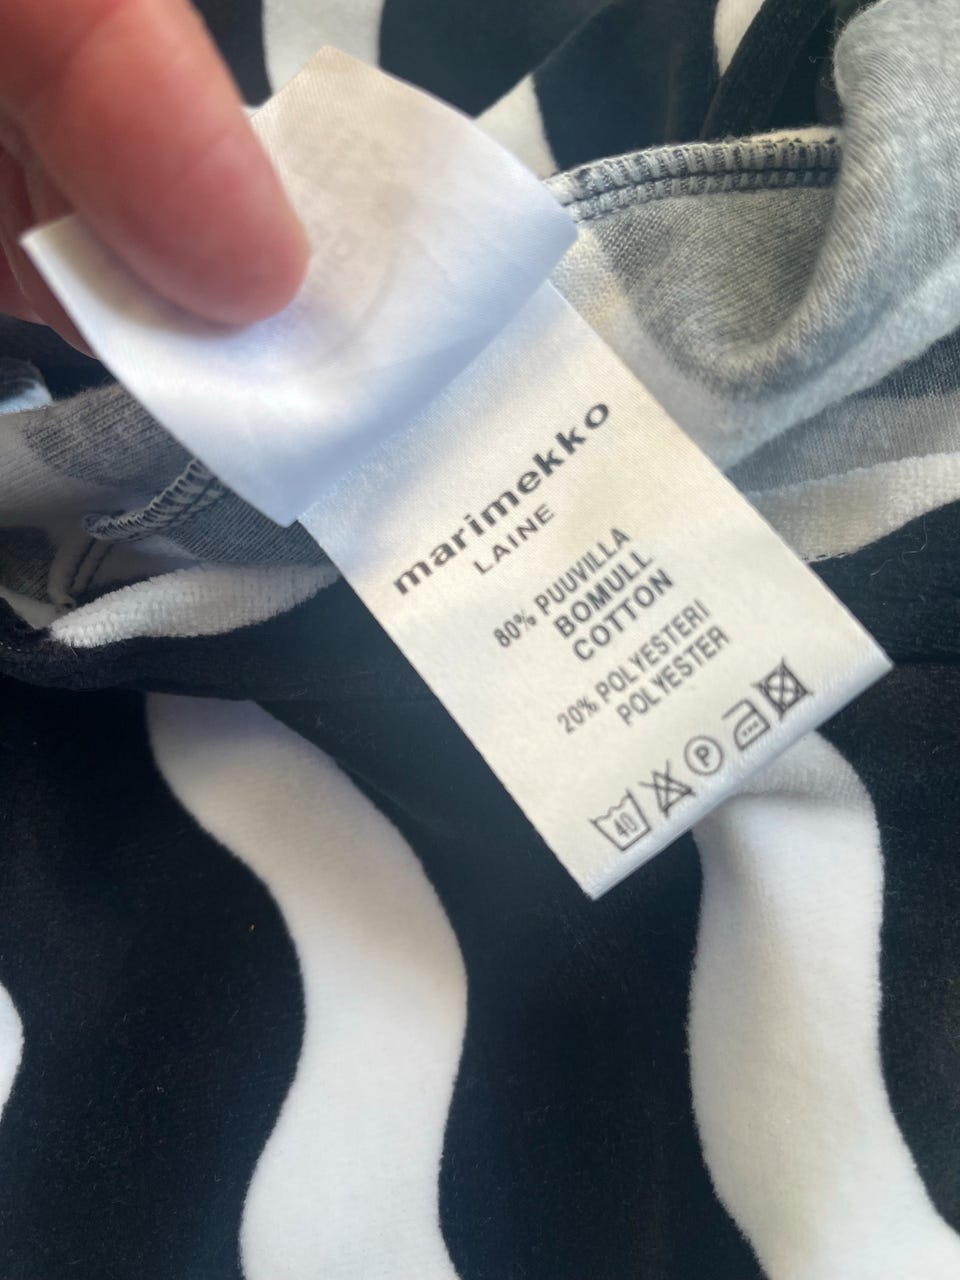 marimekko
LAINE
80% PUUVILLA
BOMULL
COTTON
20% POLYESTERI
POLYESTER
40 P